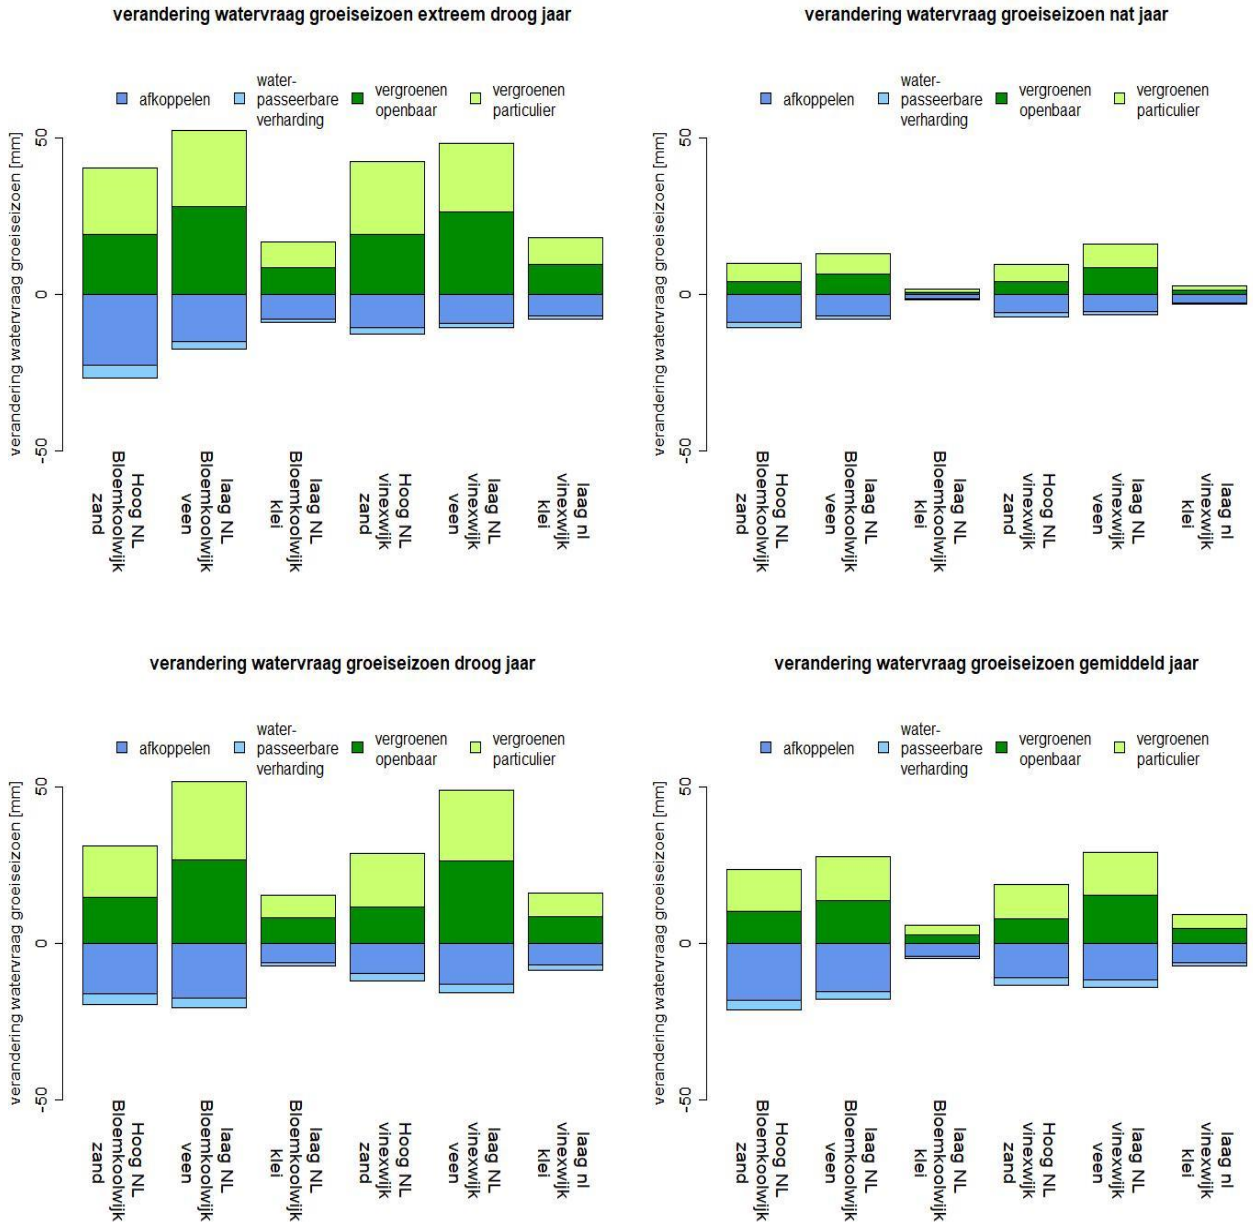 verandering watervraag groeiseizoen extreem droog jaar
afkoppelen
water-
passeerbare
verharding
vergroenen
openbaar
vergroenen
particulier
verandering watervraag groeiseizoen [mm]
50
0
-50
Hoog NL
Bloemkoolwijk
zand
laag NL
Bloemkoolwijk
veen
laag NL
Bloemkoolwijk
klei
Hoog NL
vinexwijk
zand
laag NL
vinexwijk
veen
laag nl
vinexwijk
klei
verandering watervraag groeiseizoen nat jaar
afkoppelen
water-
passeerbare
verharding
vergroenen
openbaar
vergroenen
particulier
verandering watervraag groeiseizoen [mm]
50
0
-50
Hoog NL
Bloemkoolwijk
zand
laag NL
Bloemkoolwijk
veen
laag NL
Bloemkoolwijk
klei
Hoog NL
vinexwijk
zand
laag NL
vinexwijk
veen
laag nl
vinexwijk
klei
verandering watervraag groeiseizoen droog jaar
afkoppelen
water-
passeerbare
verharding
vergroenen
openbaar
vergroenen
particulier
verandering watervraag groeiseizoen [mm]
50
0
-50
Hoog NL
Bloemkoolwijk
zand
laag NL
Bloemkoolwijk
veen
laag NL
Bloemkoolwijk
klei
Hoog NL
vinexwijk
zand
laag NL
vinexwijk
veen
laag nl
vinexwijk
klei
verandering watervraag groeiseizoen gemiddeld jaar
afkoppelen
water-
passeerbare
verharding
vergroenen
openbaar
vergroenen
particulier
verandering watervraag groeiseizoen [mm]
50
0
-50
Hoog NL
Bloemkoolwijk
zand
laag NL
Bloemkoolwijk
veen
laag NL
Bloemkoolwijk
klei
Hoog NL
vinexwijk
zand
laag NL
vinexwijk
veen
laag nl
vinexwijk
klei